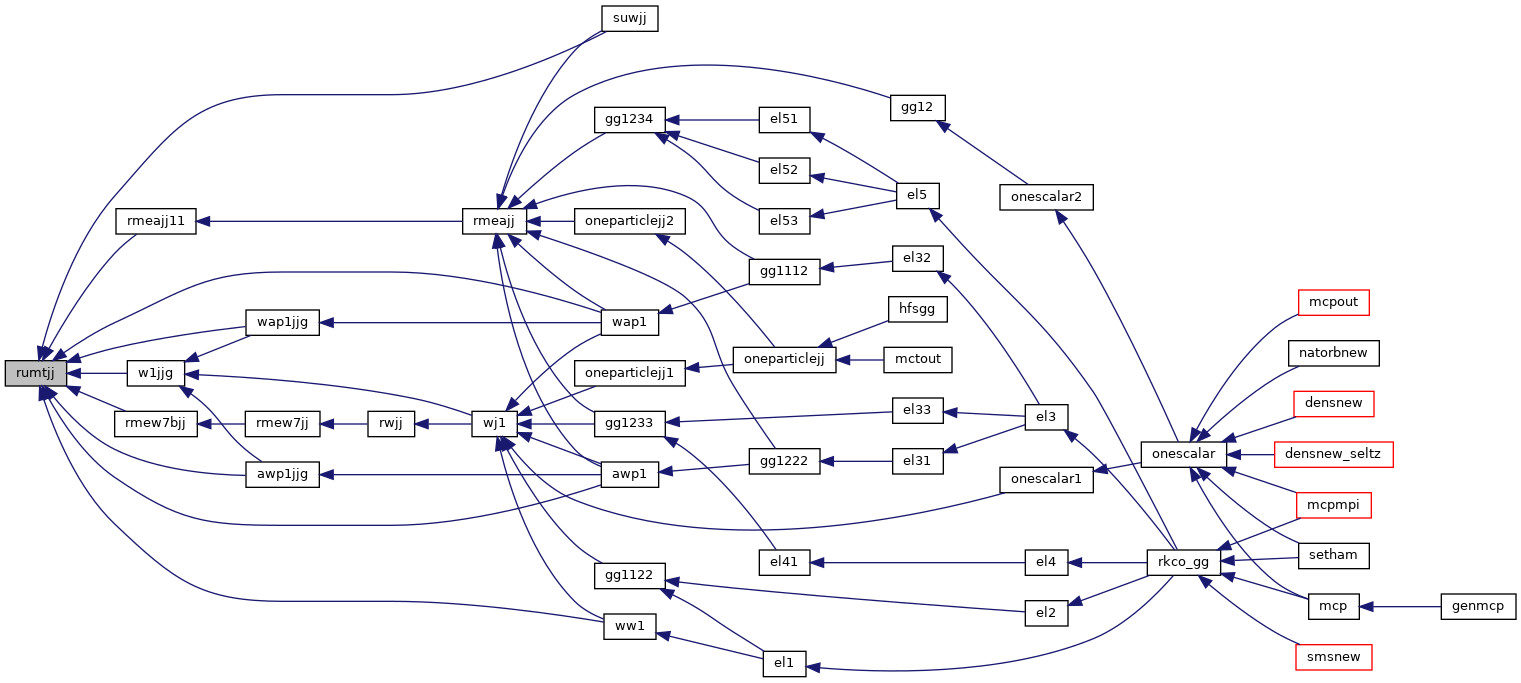 suwjj
gg12
gg1234
el51
el52
el5
onescalar2
rmeajj11
rmeajj
oneparticlejj2
el53
gg1112
el32
mcpout
hfsgg
wap1jjg
wap1
natorbnew
oneparticlejj
mctout
rumtjj
w1jjg
oneparticlejj1
densnew
rmew7bjj
rmew7jj
rwjj
wj1
gg1233
el33
el3
onescalar
densnew_seltz
awp1jjg
awp1
gg1222
el31
onescalar1
mcpmpi
setham
gg1122
el41
el4
rkco_gg
ww1
el2
mcp
genmcp
el1
smsnew